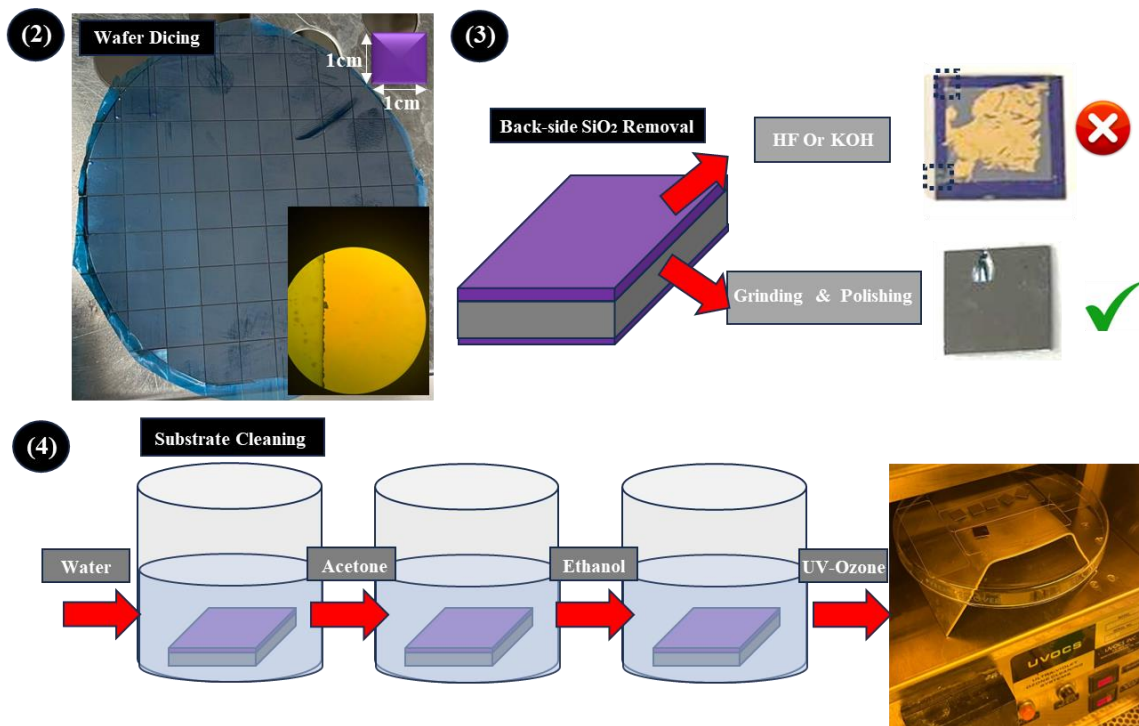 (2)
Wafer Dicing
1cm
1cm
(3)
Back-side SiO₂ Removal
HF Or KOH
Grinding & Polishing
(4)
Substrate Cleaning
Water
Acetone
Ethanol
UV-Ozone
UVOCS
ULTRAVIOLET